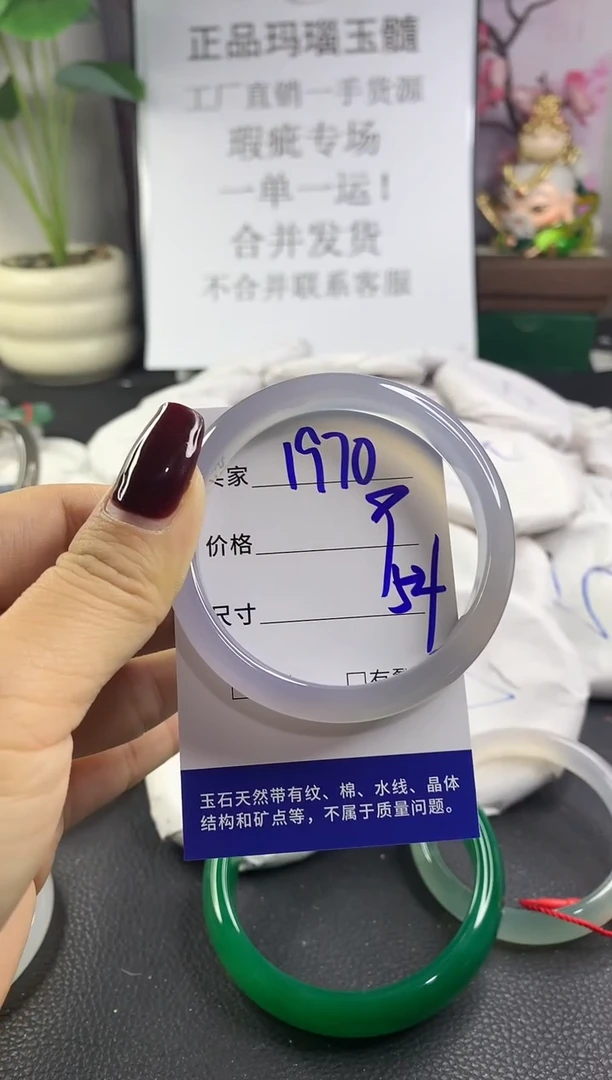 正品玛瑙玉髓
工厂直销一手货源
瑕疵专场
一单一运!
合并发货
不合并联系客服
家 1970
价格
尺寸 54
玉石天然带有纹、棉、水线、晶体
结构和矿点等，不属于质量问题。